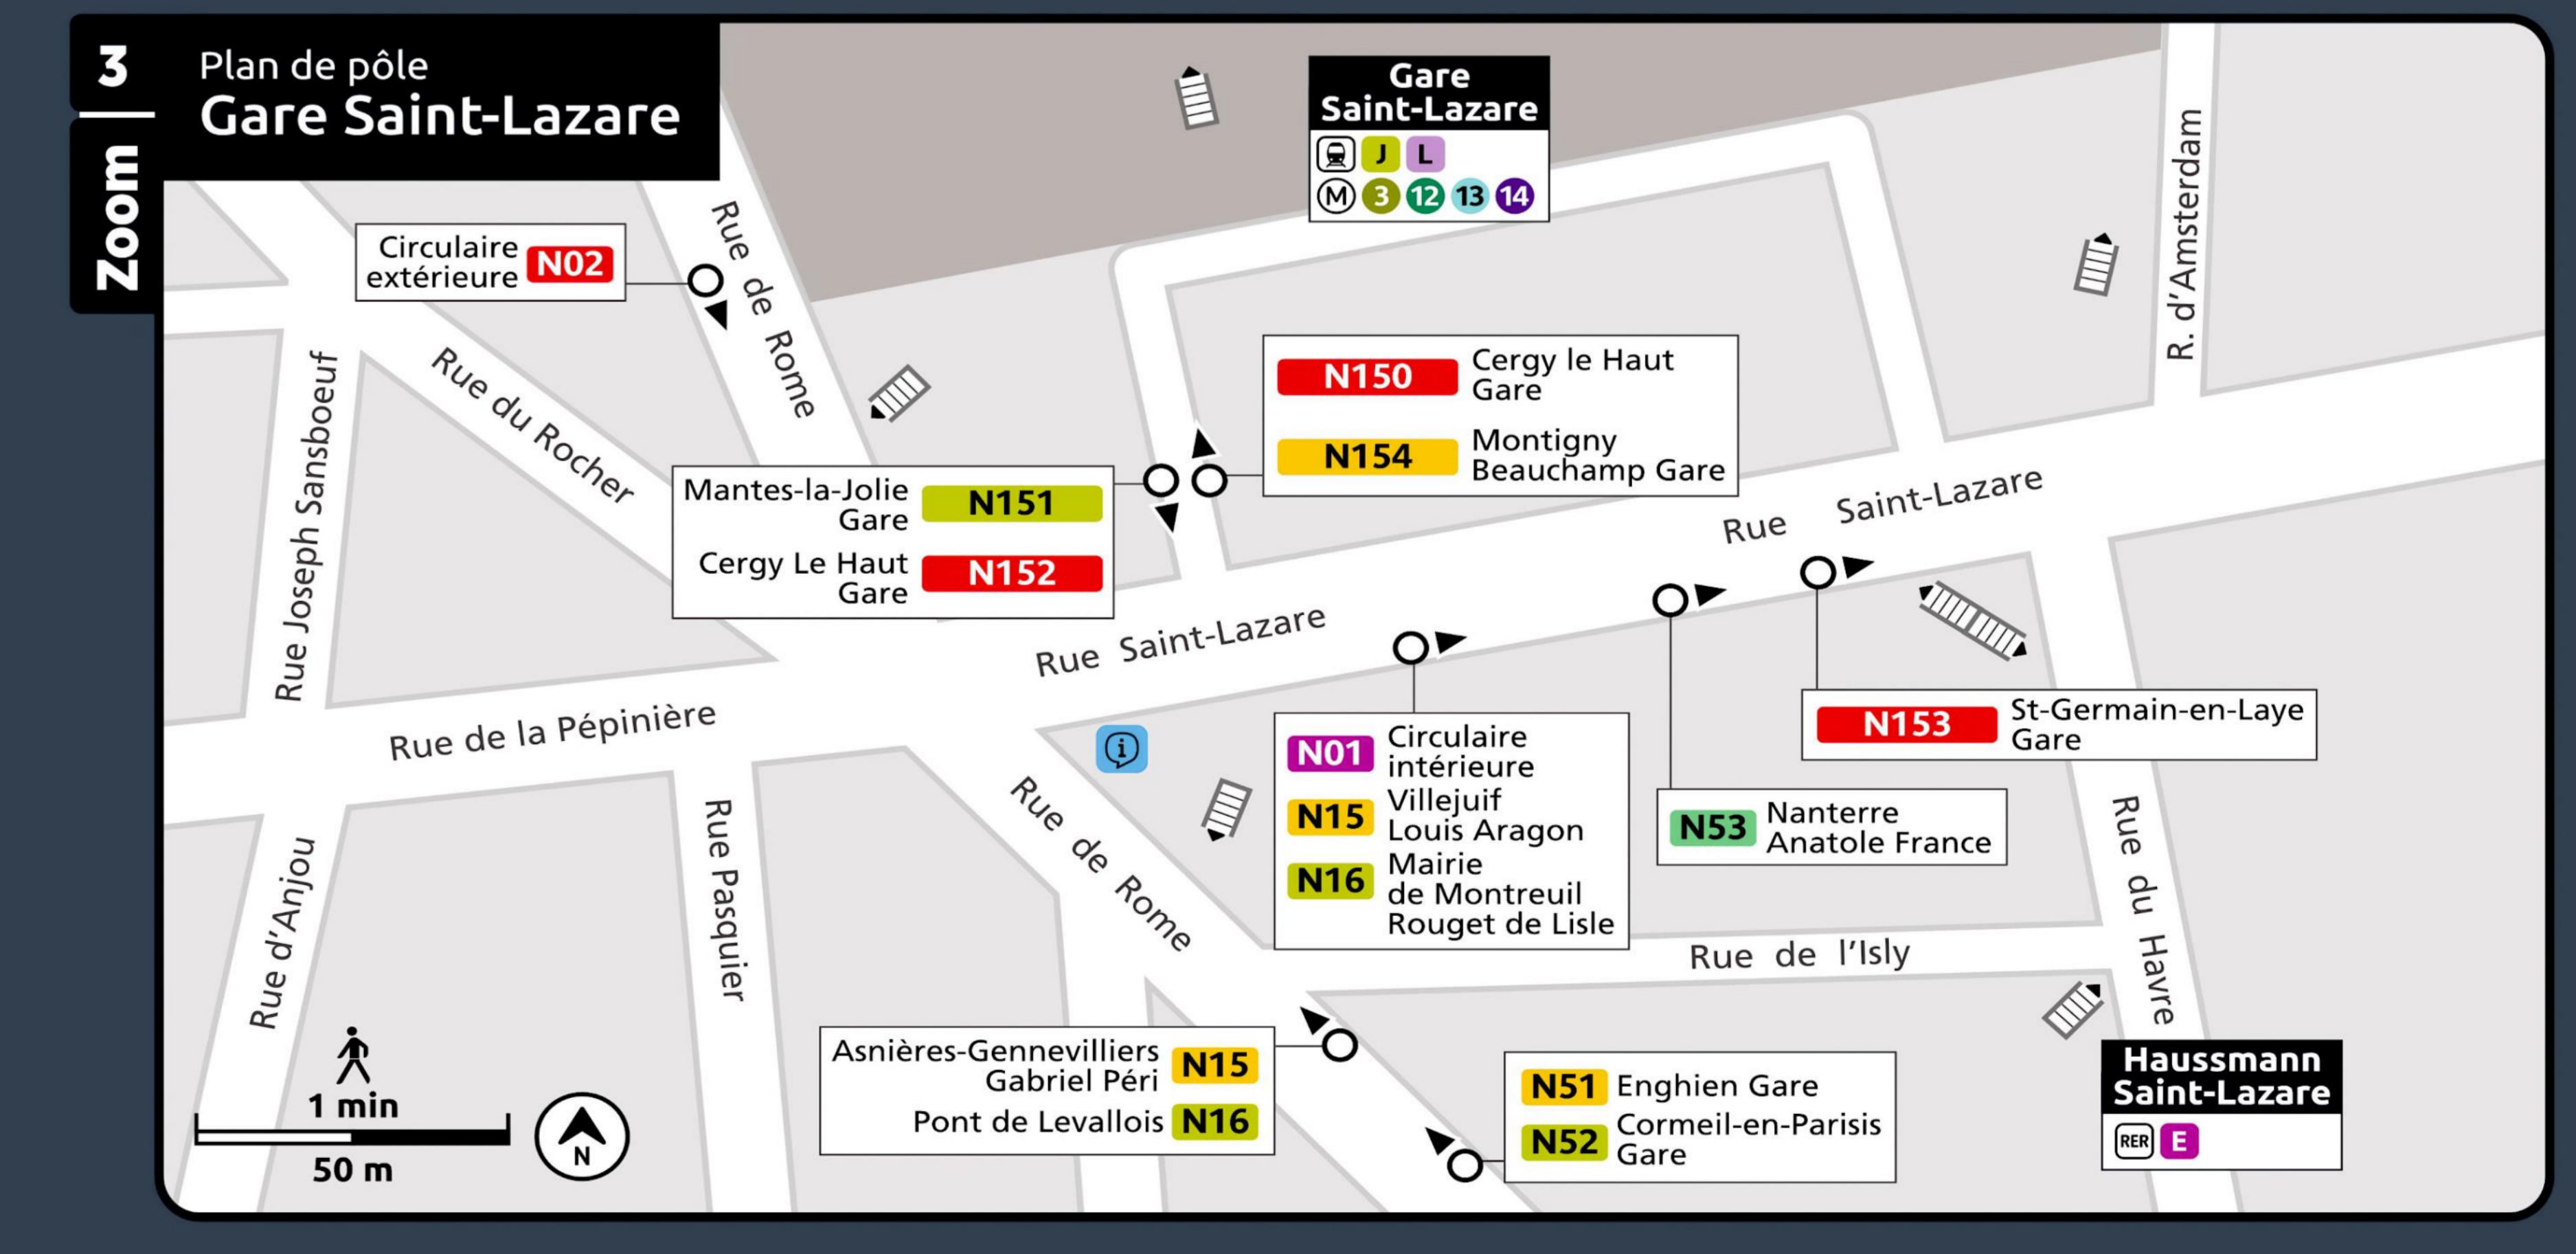 3
Zoom
Plan de pôle
Gare Saint-Lazare
Gare
Saint-Lazare
J L
M 3 12 13 14
R. d'Amsterdam
Rue de Rome
Circulaire
extérieure
N02
Rue Joseph Sansboeuf
Rue du Rocher
N150
Cergy le Haut
Gare
N154
Montigny
Beauchamp Gare
Mantes-la-Jolie
Gare
N151
Cergy Le Haut
Gare
N152
Rue Saint-Lazare
Rue Saint-Lazare
Rue de la Pépinière
i
N01
Circulaire
intérieure
N15
Villejuif
Louis Aragon
N16
Mairie
de Montreuil
Rouget de Lisle
N153
St-Germain-en-Laye
Gare
N53
Nanterre
Anatole France
Rue d'Anjou
Rue Pasquier
Rue de Rome
Rue de l'Isly
Rue du Havre
Asnières-Gennevilliers
Gabriel Péri
N15
Pont de Levallois N16
N51 Enghien Gare
N52
Cormeil-en-Parisis
Gare
Haussmann
Saint-Lazare
RER E
1 min
50 m
N